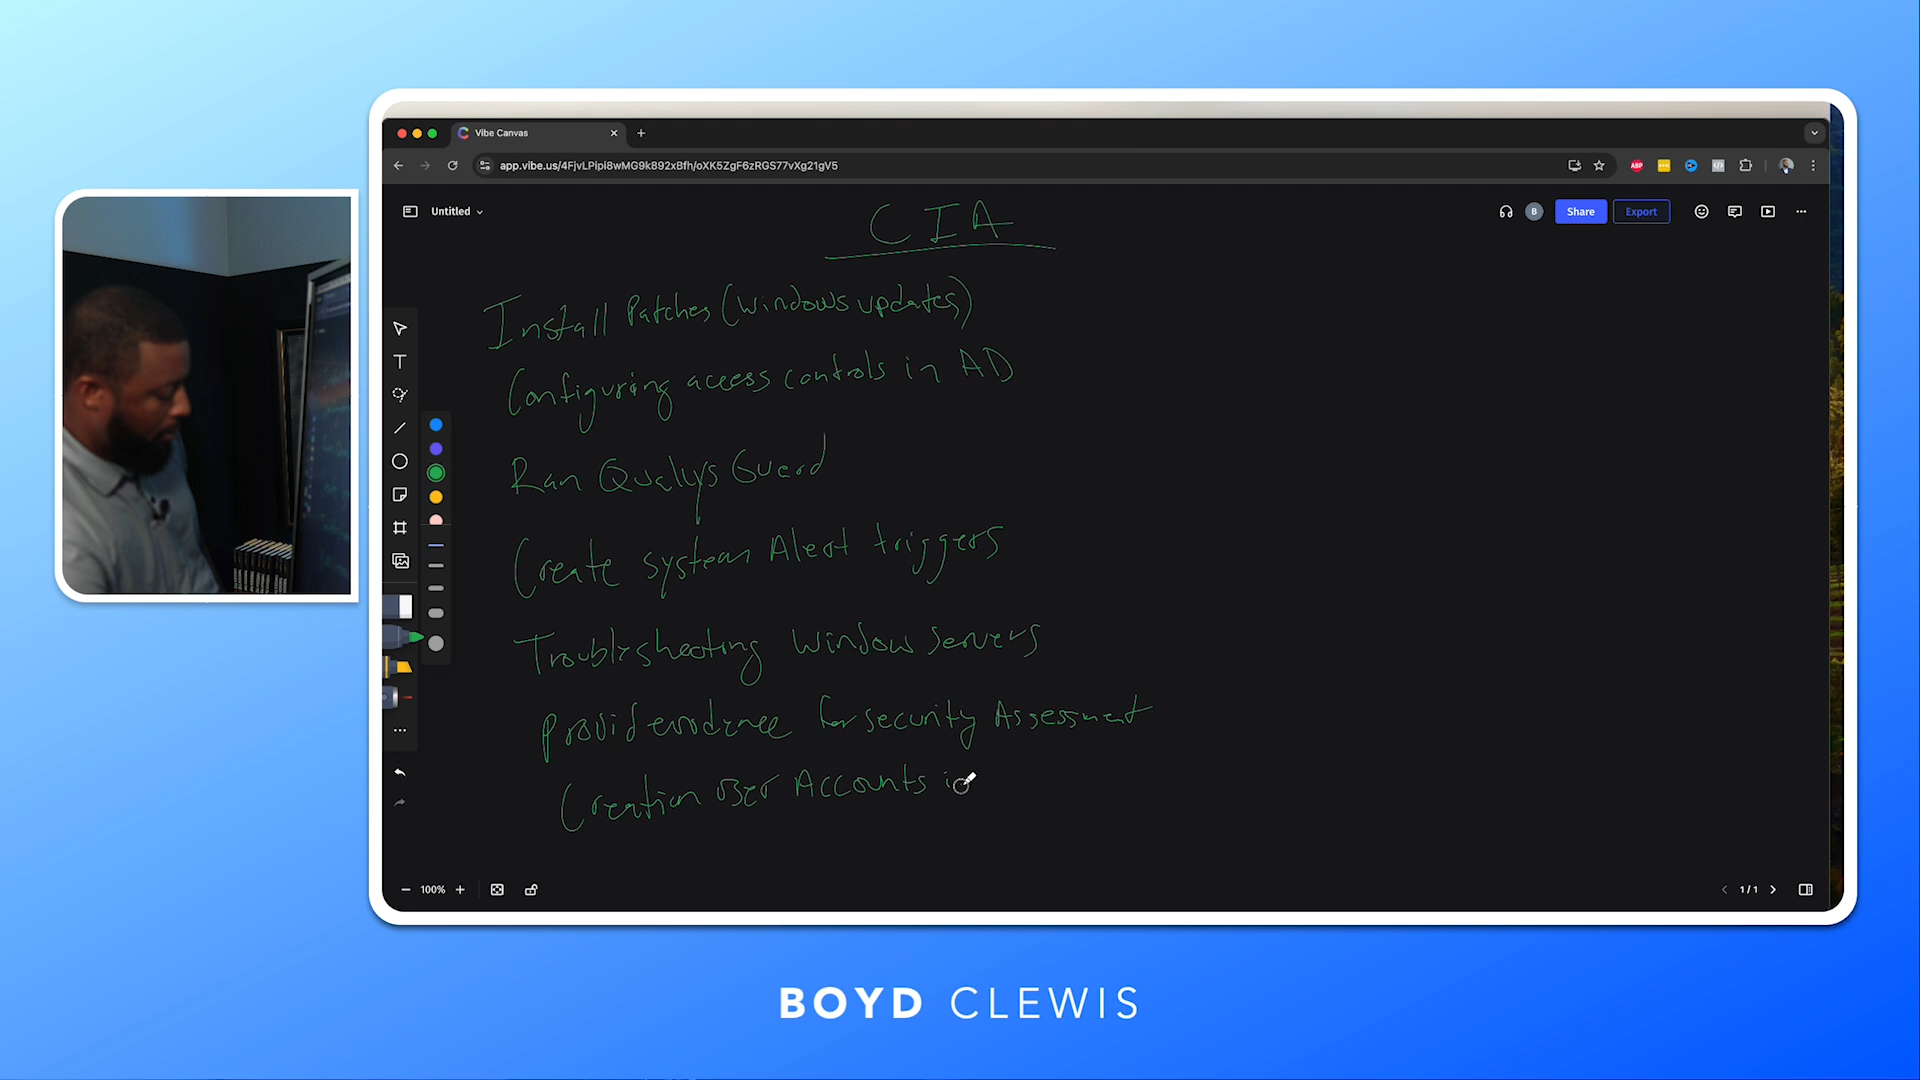 Vibe Canvas
app.vibe.us/4FjvLPipi8wMG9k892xBfh/oXK5ZgF6zRGS77vXg21gV5
ABP
Untitled
B
Share
Export
CIA
Install Patches (Windows updates)
Configuring access controls in AD
Ran Qualys Guard
Create system Alert triggers
Troubleshooting Window servers
Provid evidence for security Assessment
Creation User Accounts i
100%
1/1
BOYD CLEWIS